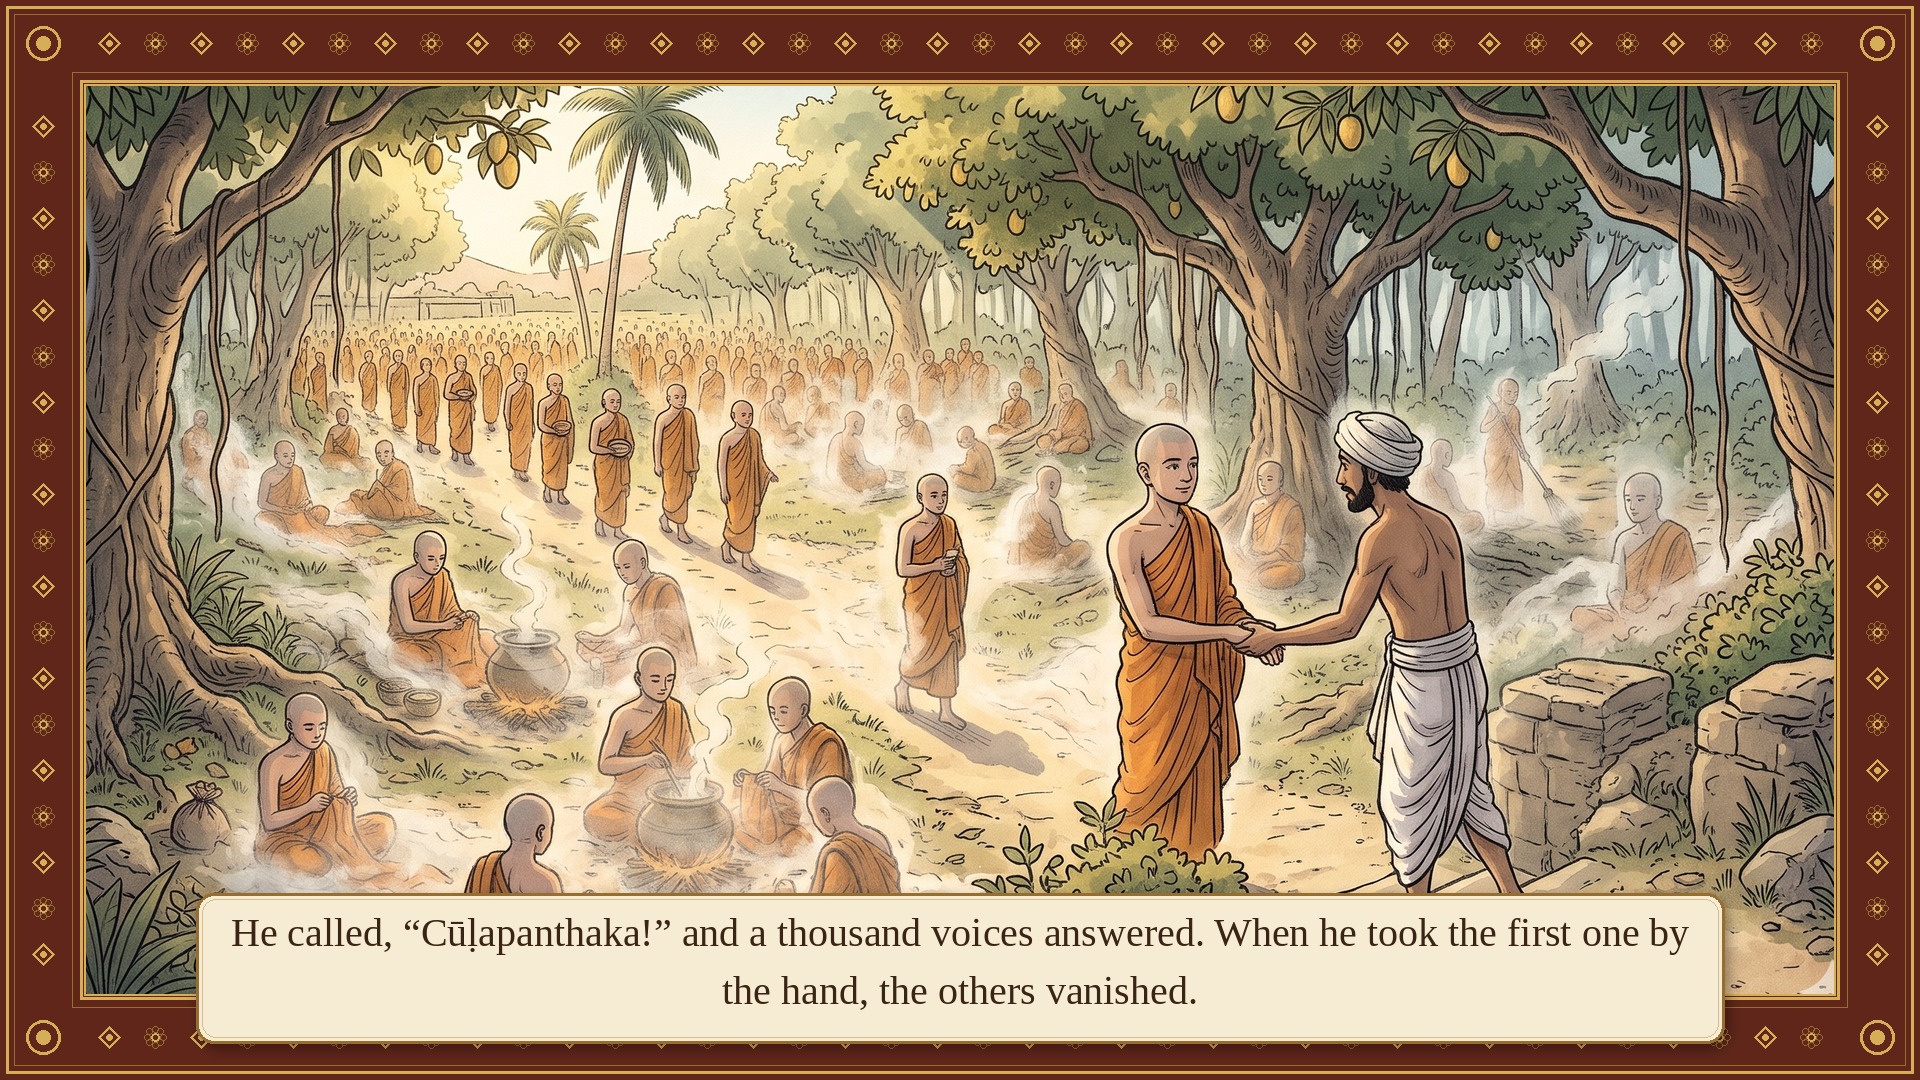 He called, “Cūḷapanthaka!” and a thousand voices answered. When he took the first one by
the hand, the others vanished.